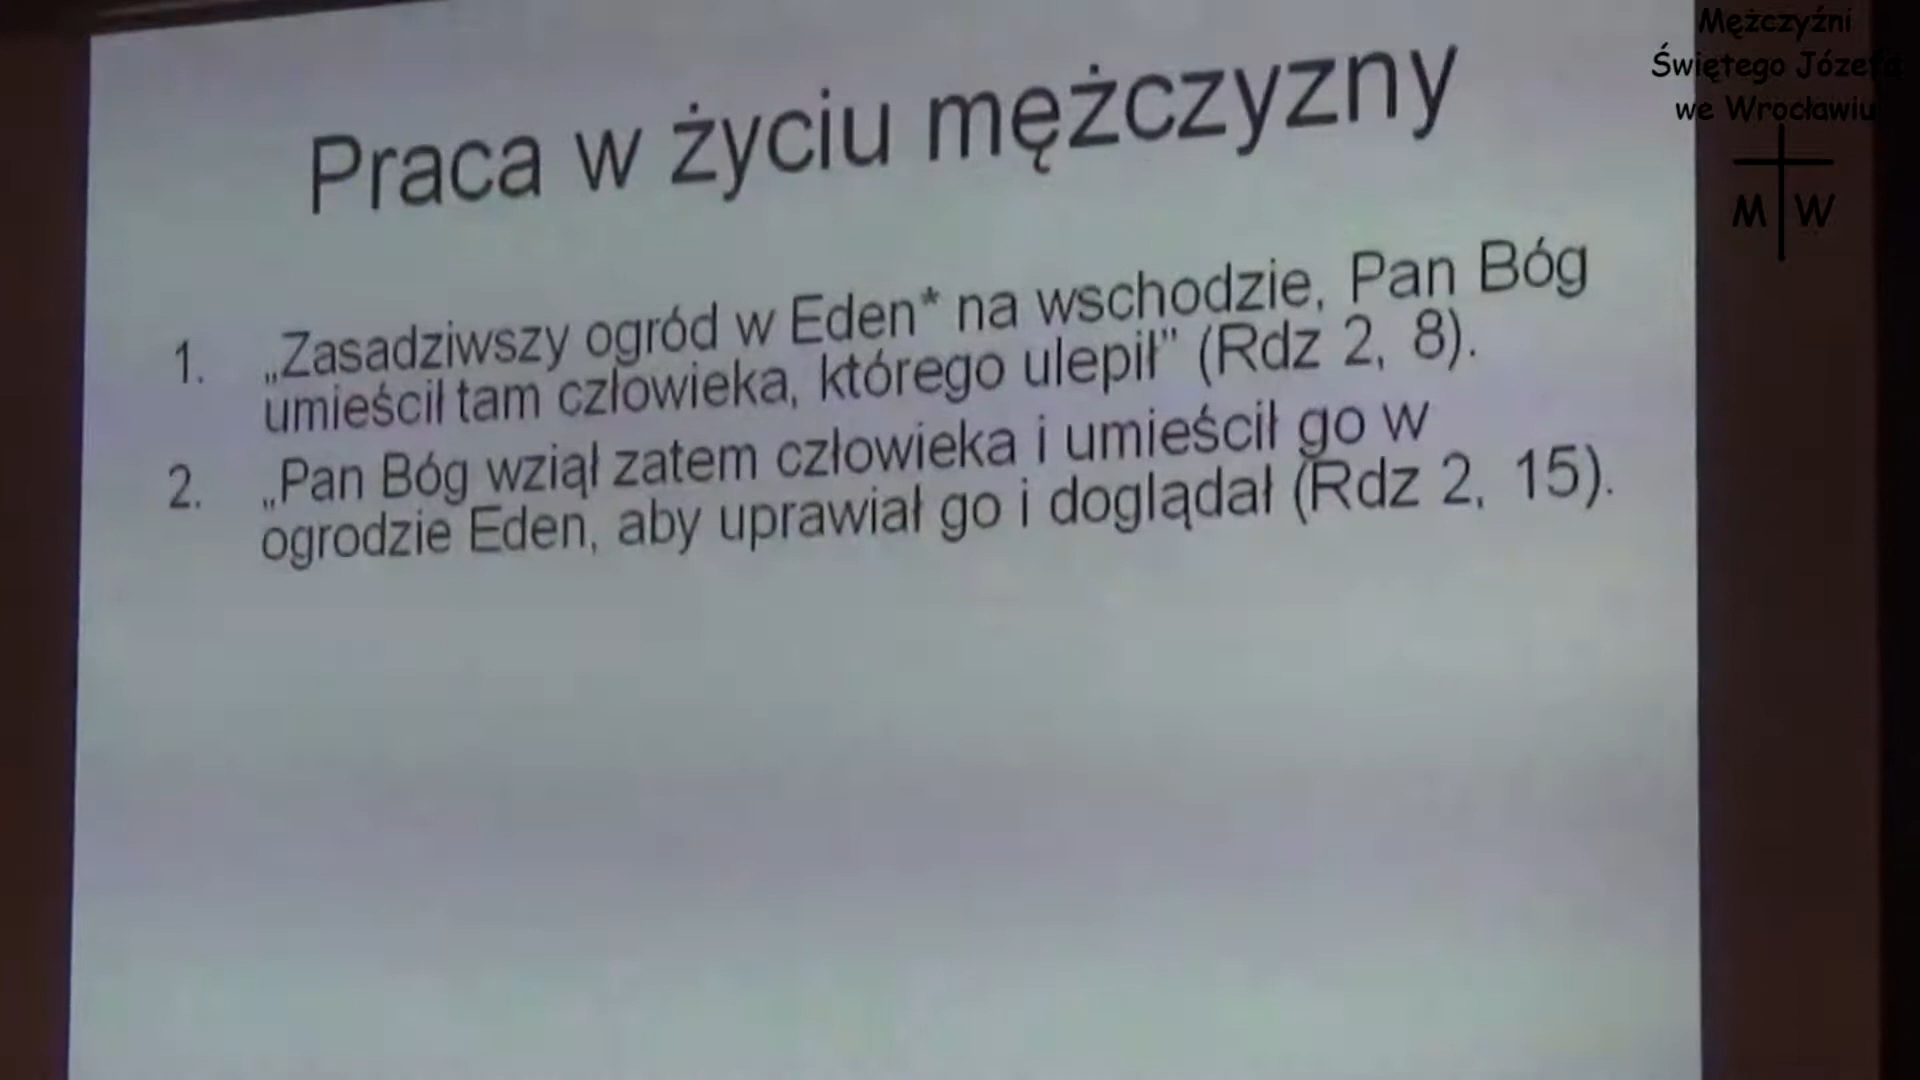 Praca w życiu mężczyzny
1. „Zasadziwszy ogród w Eden* na wschodzie, Pan Bóg
umieścił tam człowieka, którego ulepił” (Rdz 2, 8).
2. „Pan Bóg wziął zatem człowieka i umieścił go w
ogrodzie Eden, aby uprawiał go i doglądał (Rdz 2, 15).
Mężczyźni
Świętego Józefa
we Wrocławiu
M W